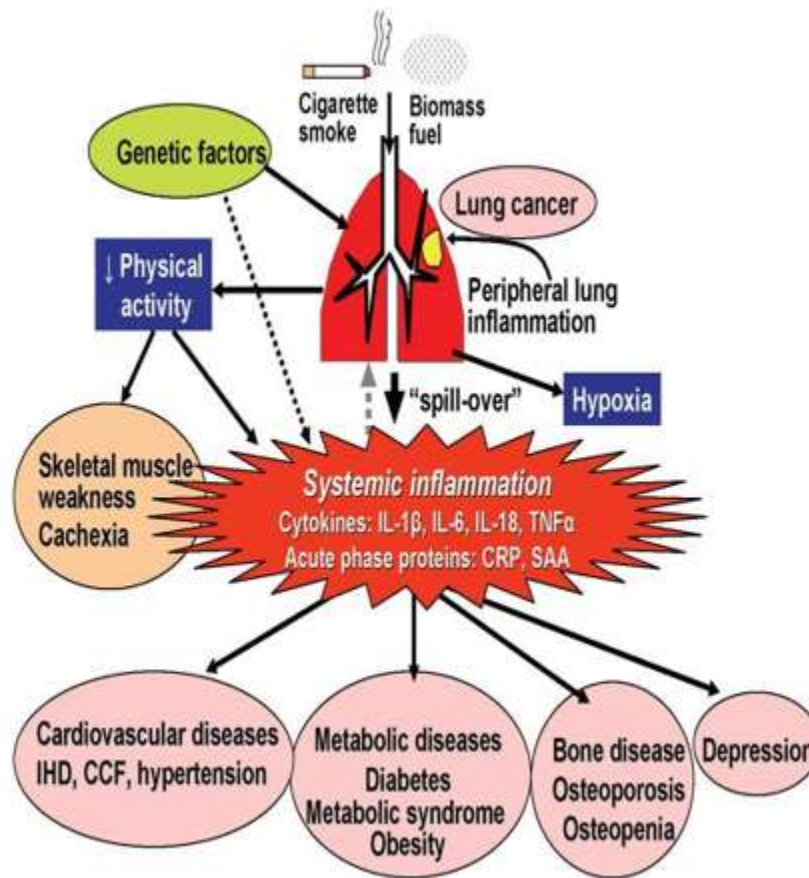 Cigarette
smoke
Biomass
fuel
Genetic factors
Lung cancer
↓ Physical
activity
Peripheral lung
inflammation
"spill-over"
Hypoxia
Skeletal muscle
weakness
Cachexia
Systemic inflammation
Cytokines: IL-1β, IL-6, IL-18, TNFα
Acute phase proteins: CRP, SAA
Cardiovascular diseases
IHD, CCF, hypertension
Metabolic diseases
Diabetes
Metabolic syndrome
Obesity
Bone disease
Osteoporosis
Osteopenia
Depression